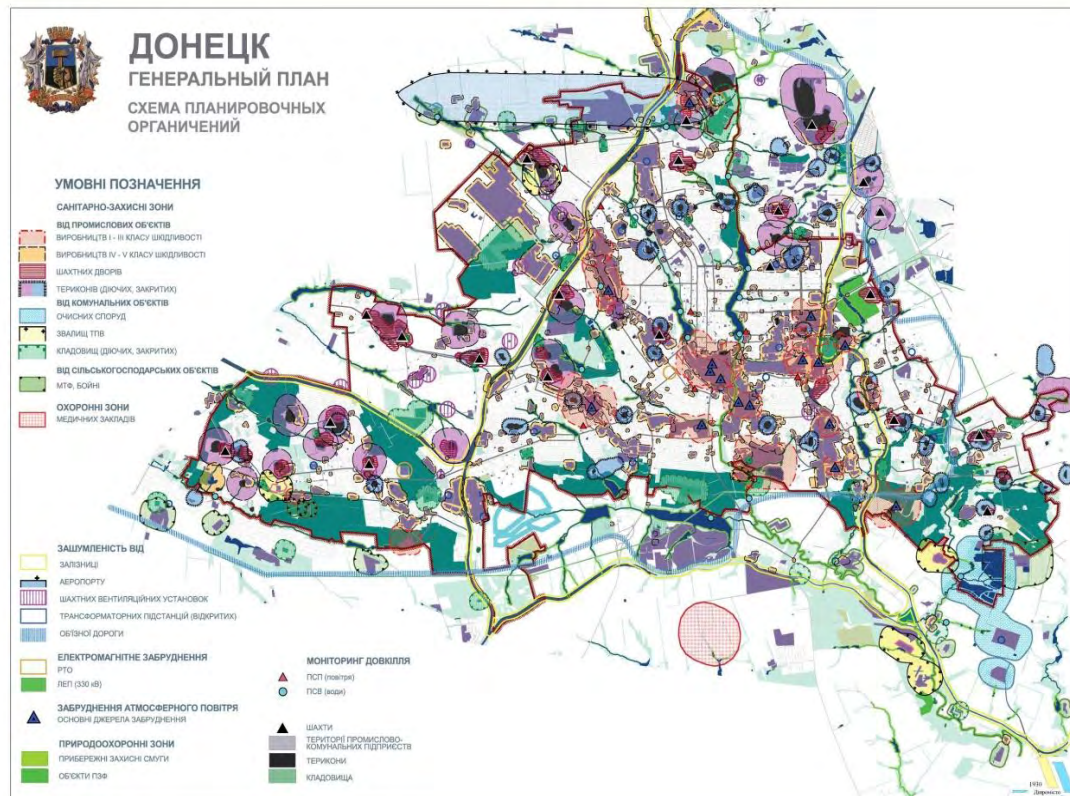 ДОНЕЦК
ГЕНЕРАЛЬНЫЙ ПЛАН
СХЕМА ПЛАНИРОВОЧНЫХ
ОРГАНИЧЕНИЙ
УМОВНІ ПОЗНАЧЕННЯ
САНІТАРНО-ЗАХИСНІ ЗОНИ
ВІД ПРОМИСЛОВИХ ОБ'ЄКТІВ
ВИРОБНИЦТВ I - III КЛАСУ ШКІДЛИВОСТІ
ВИРОБНИЦТВ IV - V КЛАСУ ШКІДЛИВОСТІ
ШАХТНИХ ДВОРІВ
ТЕРИКОНІВ (ДІЮЧИХ, ЗАКРИТИХ)
ВІД КОМУНАЛЬНИХ ОБ'ЄКТІВ
ОЧИСНИХ СПОРУД
ЗВАЛИЩ ТПВ
КЛАДОВИЩ (ДІЮЧИХ, ЗАКРИТИХ)
ВІД СІЛЬСЬКОГОСПОДАРСЬКИХ ОБ'ЄКТІВ
МТФ, БОЙНІ
ОХОРОННІ ЗОНИ
МЕДИЧНИХ ЗАКЛАДІВ
ЗАШУМЛЕНІСТЬ ВІД
ЗАЛІЗНИЦІ
АЕРОПОРТУ
ШАХТНИХ ВЕНТИЛЯЦІЙНИХ УСТАНОВОК
ТРАНСФОРМАТОРНИХ ПІДСТАНЦІЙ (ВІДКРИТИХ)
ОБ'ЇЗНОЇ ДОРОГИ
ЕЛЕКТРОМАГНІТНЕ ЗАБРУДНЕННЯ
РТО
ЛЕП (330 кВ)
ЗАБРУДНЕННЯ АТМОСФЕРНОГО ПОВІТРЯ
ОСНОВНІ ДЖЕРЕЛА ЗАБРУДНЕННЯ
ПРИРОДООХОРОННІ ЗОНИ
ПРИБЕРЕЖНІ ЗАХИСНІ СМУГИ
ОБ'ЄКТИ ПЗФ
МОНІТОРИНГ ДОВКІЛЛЯ
ПСП (повітря)
ПСВ (води)
ШАХТИ
ТЕРИТОРІЇ ПРОМИСЛОВО-
КОМУНАЛЬНИХ ПІДПРИЄМСТВ
ТЕРИКОНИ
КЛАДОВИЩА